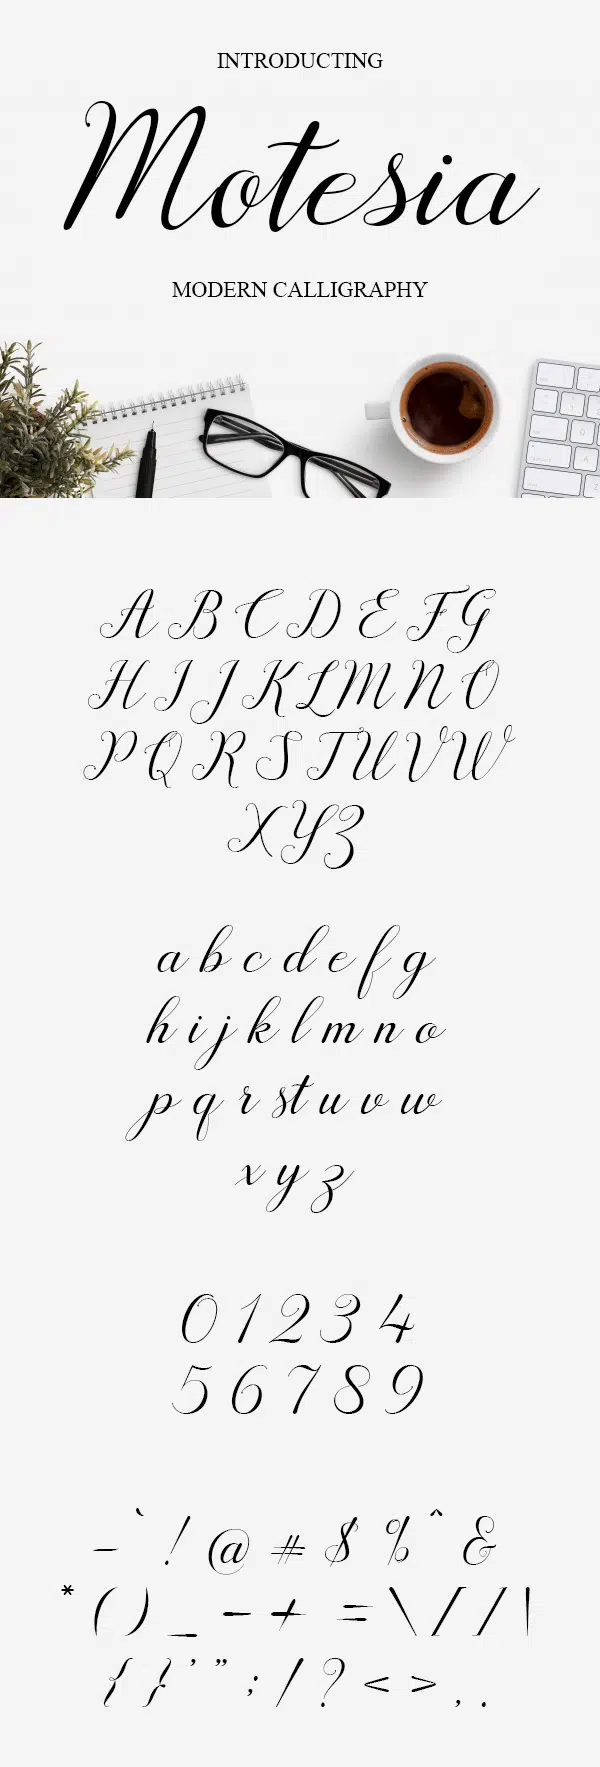 INTRODUCTING
Motesia
MODERN CALLIGRAPHY
A B C D E F G
H I J K L M N O
P Q R S T U V W
X Y Z
a b c d e f g
h i j k l m n o
p q r s t u v w
x y z
0 1 2 3 4
5 6 7 8 9
- ` ! @ # $ % ^ &
* ( ) _ - + = \ / / |
{ } ' " ; / ? < > , .